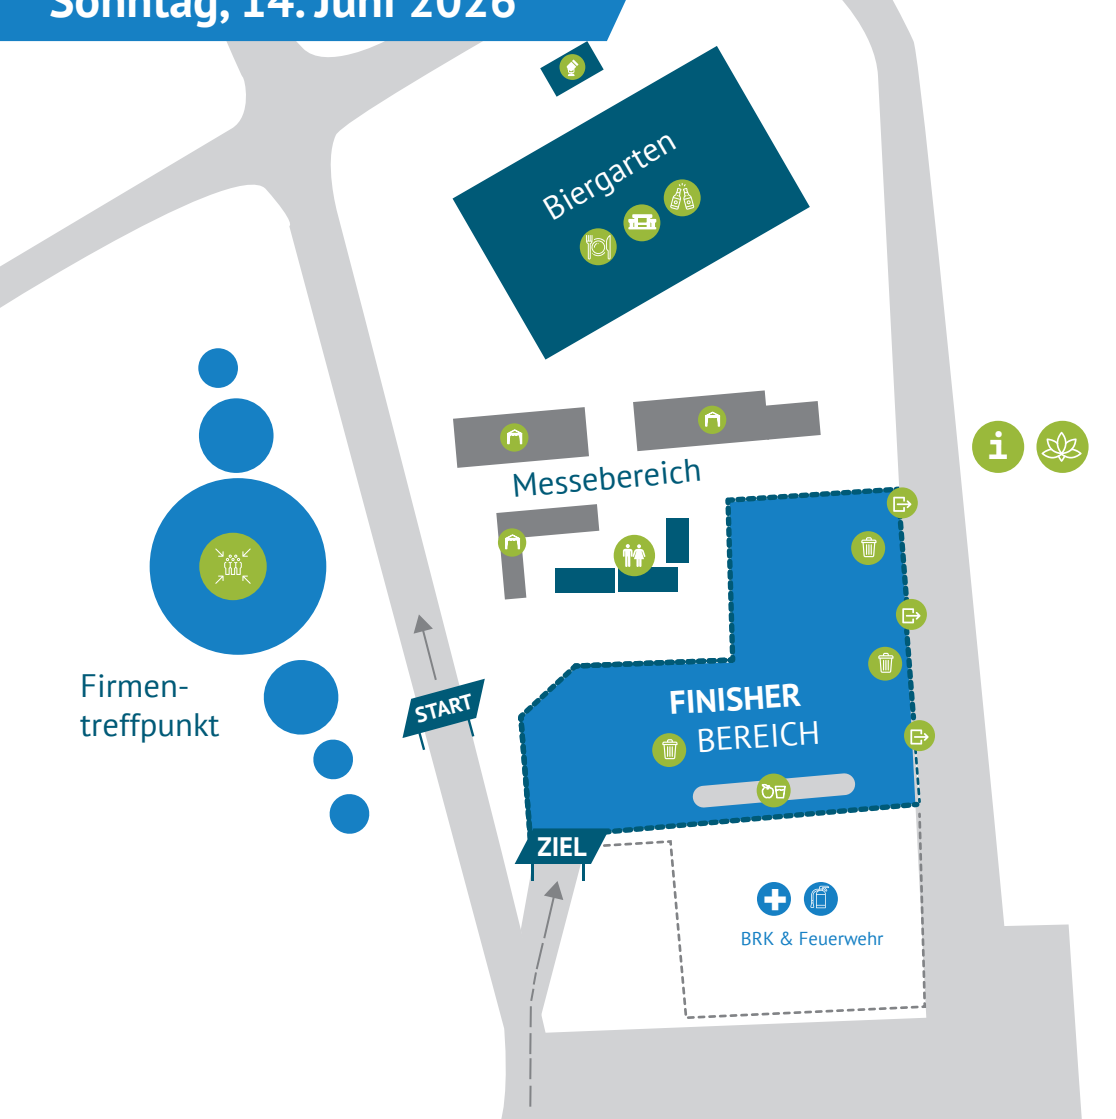 Sonntag, 14. Juni 2026
Biergarten
Messebereich
i
Firmen-
treffpunkt
START
FINISHER
BEREICH
ZIEL
BRK & Feuerwehr